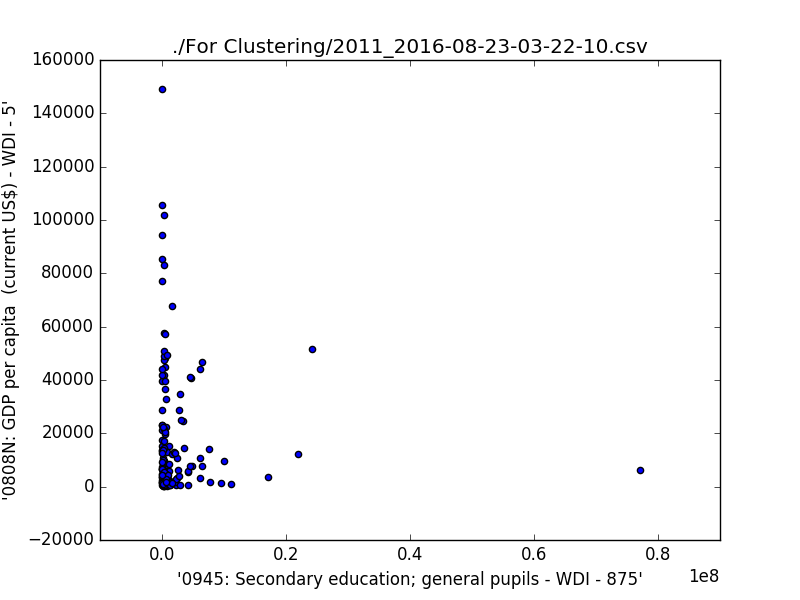 ./For Clustering/2011_2016-08-23-03-22-10.csv
160000
140000
120000
100000
80000
60000
40000
20000
0
−20000
'0808N: GDP per capita  (current US$) - WDI - 5'
0.0 0.2 0.4 0.6 0.8
1e8
'0945: Secondary education; general pupils - WDI - 875'